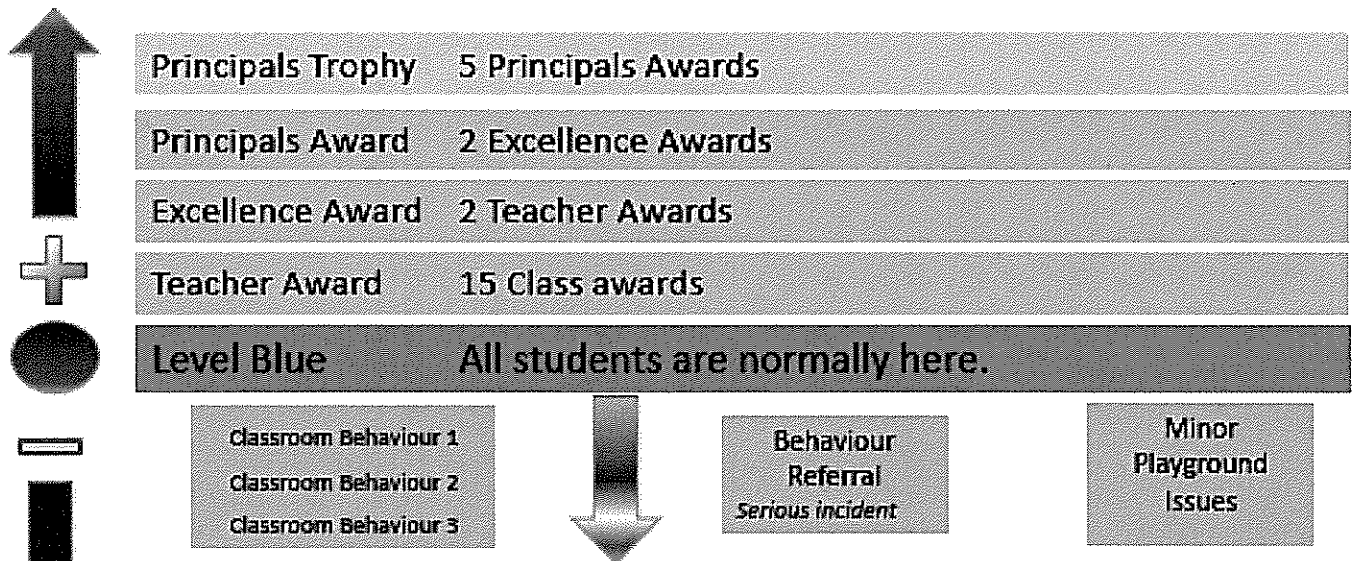 Principals Trophy 5 Principals Awards
Principals Award 2 Excellence Awards
Excellence Award 2 Teacher Awards
Teacher Award 15 Class awards
Level Blue All students are normally here.
Classroom Behaviour 1
Classroom Behaviour 2
Classroom Behaviour 3
Behaviour
Referral
Serious incident
Minor
Playground
Issues